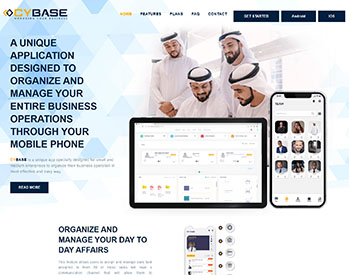 CYBASE
MANAGING YOUR BUSINESS
HOME
FEATURES
PLANS
FAQ
CONTACT
GET STARTED
Android
iOS
A UNIQUE
APPLICATION
DESIGNED TO
ORGANIZE AND
MANAGE YOUR
ENTIRE BUSINESS
OPERATIONS
THROUGH YOUR
MOBILE PHONE
CYBASE is a unique app specially designed for small and
medium enterprises to organize their business operation in
most effective and easy way.
READ MORE
ORGANIZE AND
MANAGE YOUR DAY TO
DAY AFFAIRS